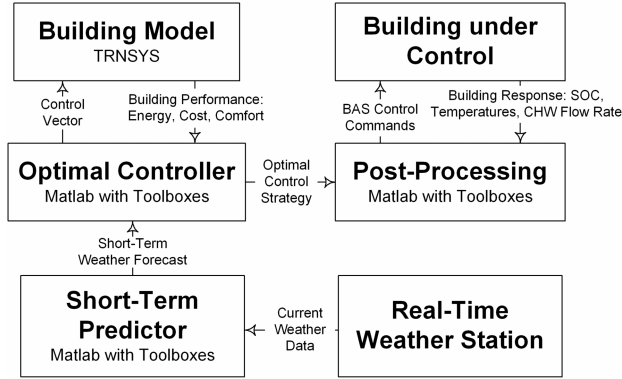 Building Model
TRNSYS
Building under
Control
Control
Vector
Building Performance:
Energy, Cost, Comfort
BAS Control
Commands
Building Response: SOC,
Temperatures, CHW Flow Rate
Optimal Controller
Matlab with Toolboxes
Optimal
Control
Strategy
Post-Processing
Matlab with Toolboxes
Short-Term
Weather Forecast
Short-Term
Predictor
Matlab with Toolboxes
Current
Weather
Data
Real-Time
Weather Station